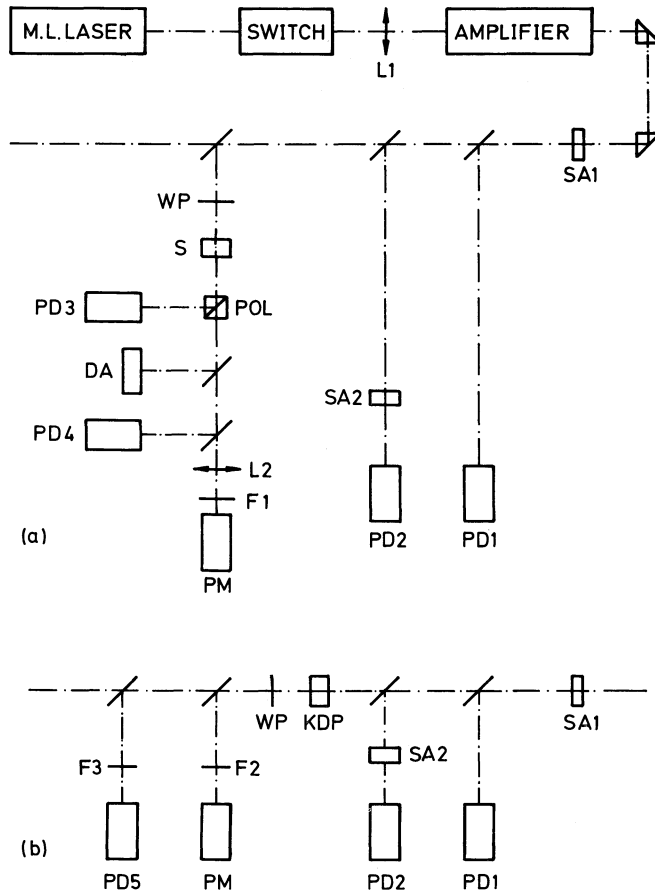 M.L.LASER SWITCH AMPLIFIER
L1
SA1
WP
S
PD3 POL
DA
SA2
PD4
L2
F1
(a)
PD2 PD1
PM
WP KDP SA1
SA2
F3 F2
(b)
PD5 PM PD2 PD1